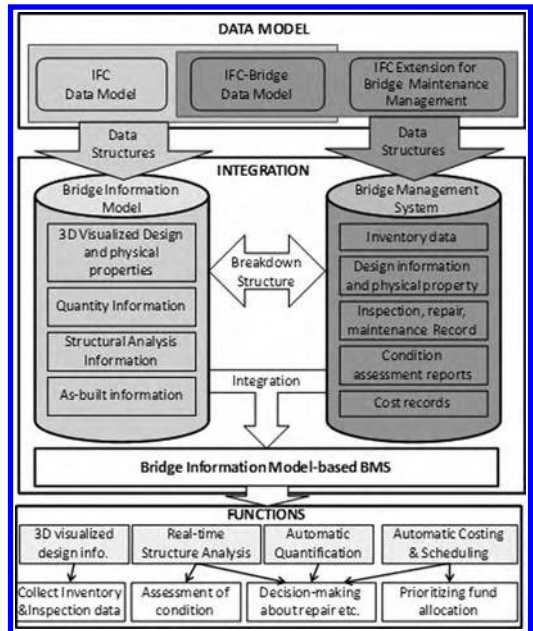 DATA MODEL
IFC
Data Model
IFC-Bridge
Data Model
IFC Extension for
Bridge Maintenance
Management
Data
Structures
Data
Structures
INTEGRATION
Bridge Information
Model
3D Visualized Design
and physical
properties
Quantity Information
Structural Analysis
Information
As-built information
Breakdown
Structure
Integration
Bridge Management
System
Inventory data
Design information
and physical property
Inspection, repair,
maintenance Record
Condition
assessment reports
Cost records
Bridge Information Model-based BMS
FUNCTIONS
3D visualized
design info.
Real-time
Structure Analysis
Automatic
Quantification
Automatic Costing
& Scheduling
Collect Inventory
&Inspection data
Assessment of
condition
Decision-making
about repair etc.
Prioritizing fund
allocation